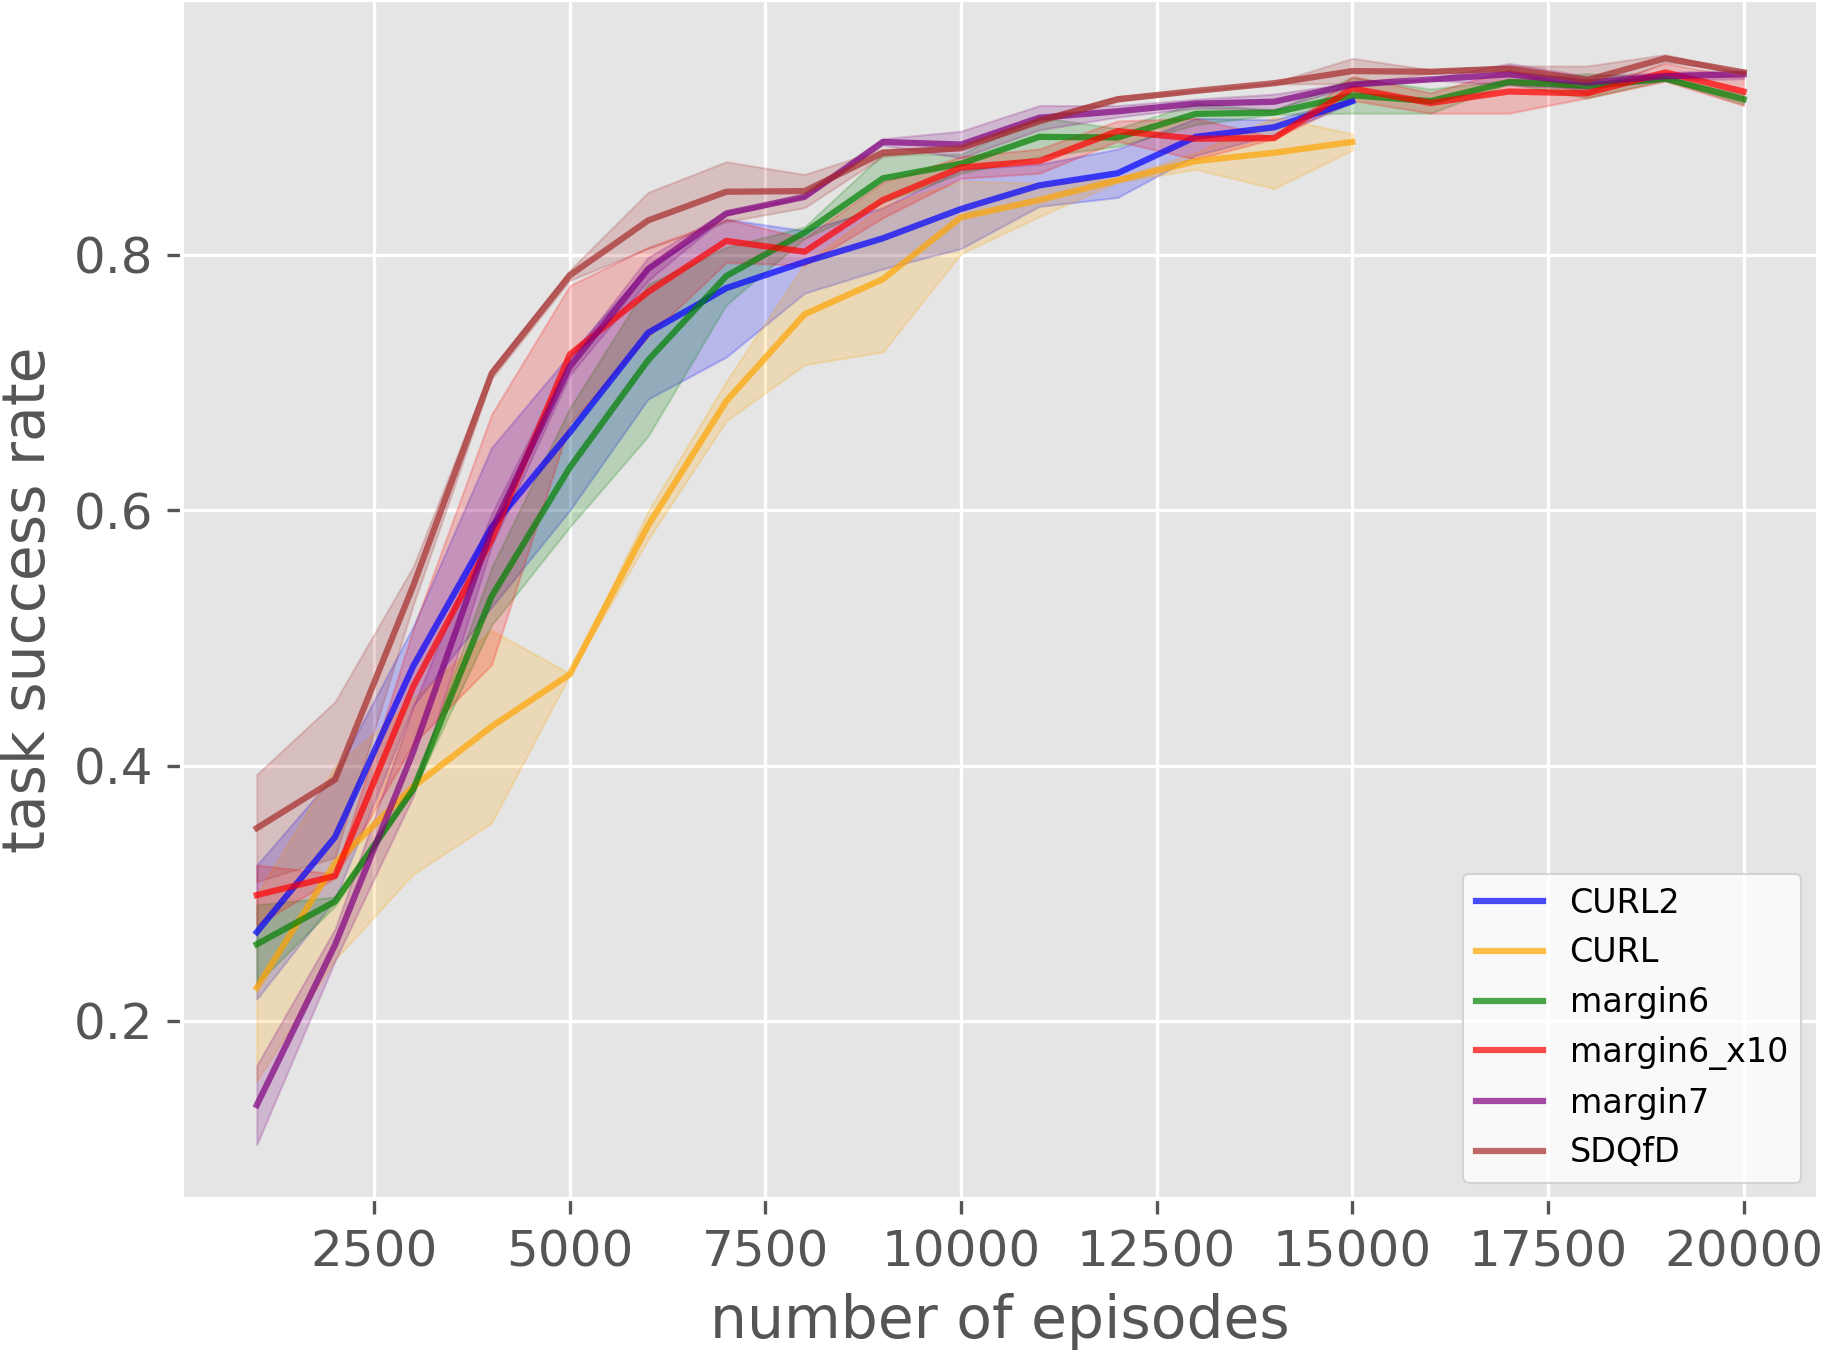 task success rate
0.8
0.6
0.4
0.2
2500 5000 7500 10000 12500 15000 17500 20000
number of episodes
CURL2
CURL
margin6
margin6_x10
margin7
SDQfD